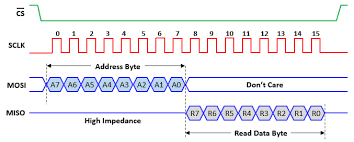 CS
SCLK 0 1 2 3 4 5 6 7 8 9 10 11 12 13 14 15
Address Byte
MOSI A7 A6 A5 A4 A3 A2 A1 A0 Don't Care
MISO High Impedance R7 R6 R5 R4 R3 R2 R1 R0
Read Data Byte